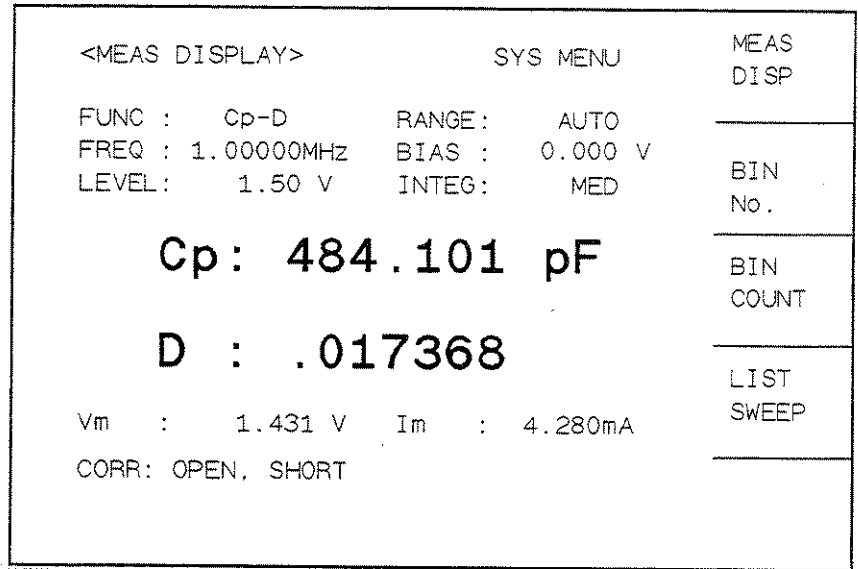 <MEAS DISPLAY> SYS MENU
MEAS
DISP
FUNC : Cp-D RANGE: AUTO
FREQ : 1.00000MHz BIAS : 0.000 V
LEVEL: 1.50 V INTEG: MED
BIN
No.
Cp: 484.101 pF
BIN
COUNT
D : .017368
LIST
SWEEP
Vm : 1.431 V Im : 4.280mA
CORR: OPEN, SHORT